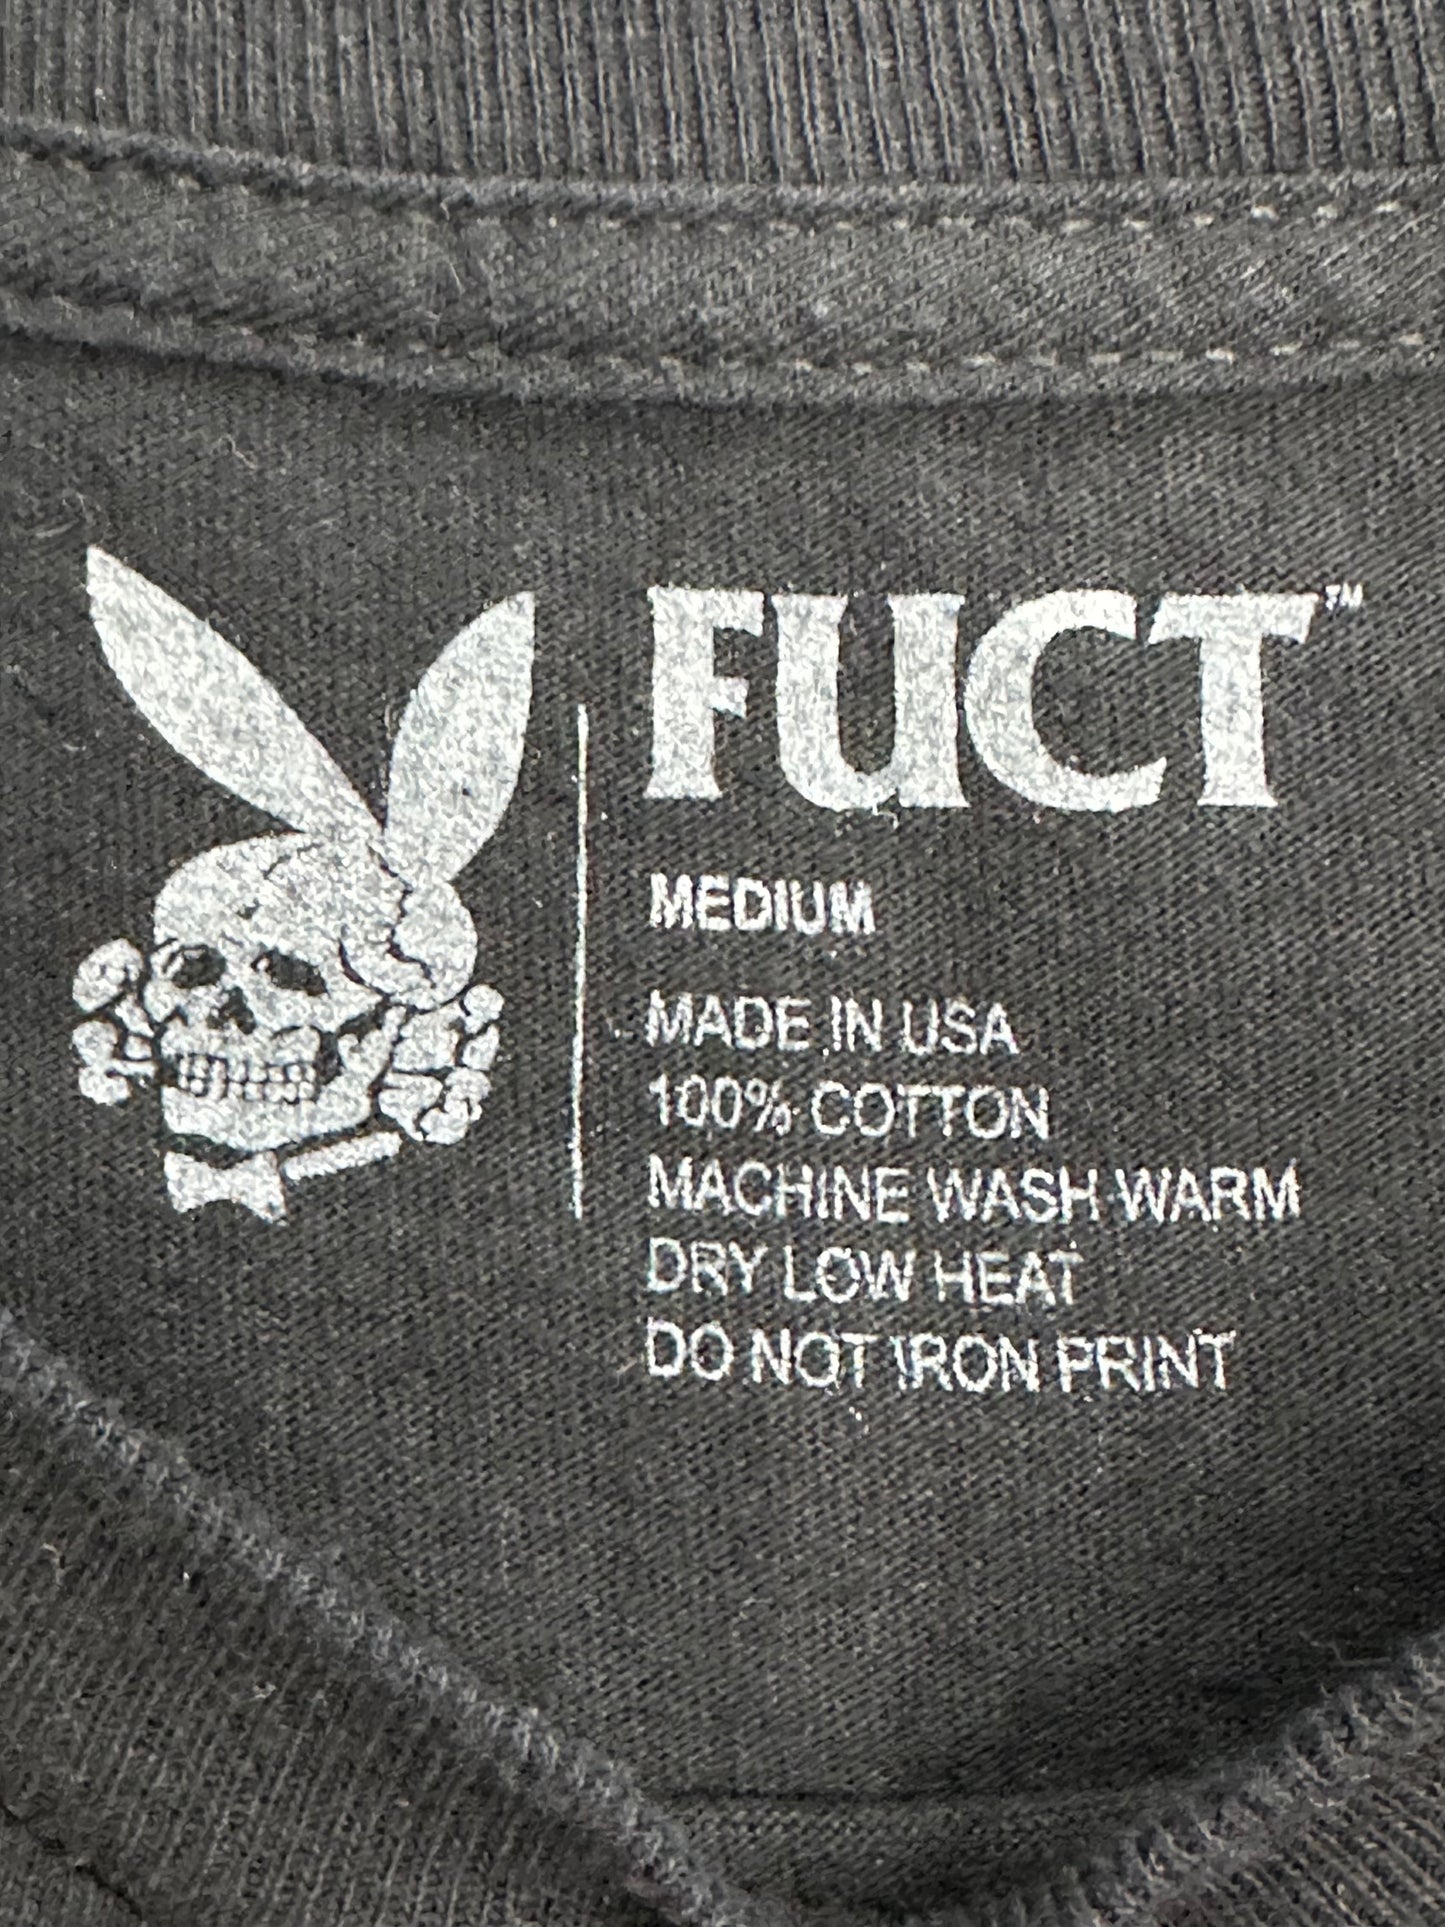 FUCT™
MEDIUM
MADE IN USA
100% COTTON
MACHINE WASH WARM
DRY LOW HEAT
DO NOT IRON PRINT